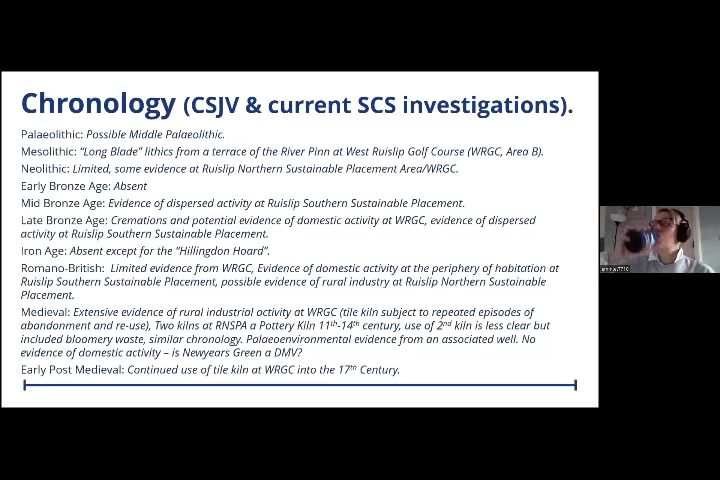 Chronology (CSJV & current SCS investigations).
Palaeolithic: Possible Middle Palaeolithic.
Mesolithic: “Long Blade” lithics from a terrace of the River Pinn at West Ruislip Golf Course (WRGC, Area B).
Neolithic: Limited, some evidence at Ruislip Northern Sustainable Placement Area/WRGC.
Early Bronze Age: Absent
Mid Bronze Age: Evidence of dispersed activity at Ruislip Southern Sustainable Placement.
Late Bronze Age: Cremations and potential evidence of domestic activity at WRGC, evidence of dispersed
activity at Ruislip Southern Sustainable Placement.
Iron Age: Absent except for the “Hillingdon Hoard”.
Romano-British: Limited evidence from WRGC, Evidence of domestic activity at the periphery of habitation at
Ruislip Southern Sustainable Placement, possible evidence of rural industry at Ruislip Northern Sustainable
Placement.
Medieval: Extensive evidence of rural industrial activity at WRGC (tile kiln subject to repeated episodes of
abandonment and re-use), Two kilns at RNSPA a Pottery Kiln 11th-14th century, use of 2nd kiln is less clear but
included bloomery waste, similar chronology. Palaeoenvironmental evidence from an associated well. No
evidence of domestic activity – is Newyears Green a DMV?
Early Post Medieval: Continued use of tile kiln at WRGC into the 17th Century.